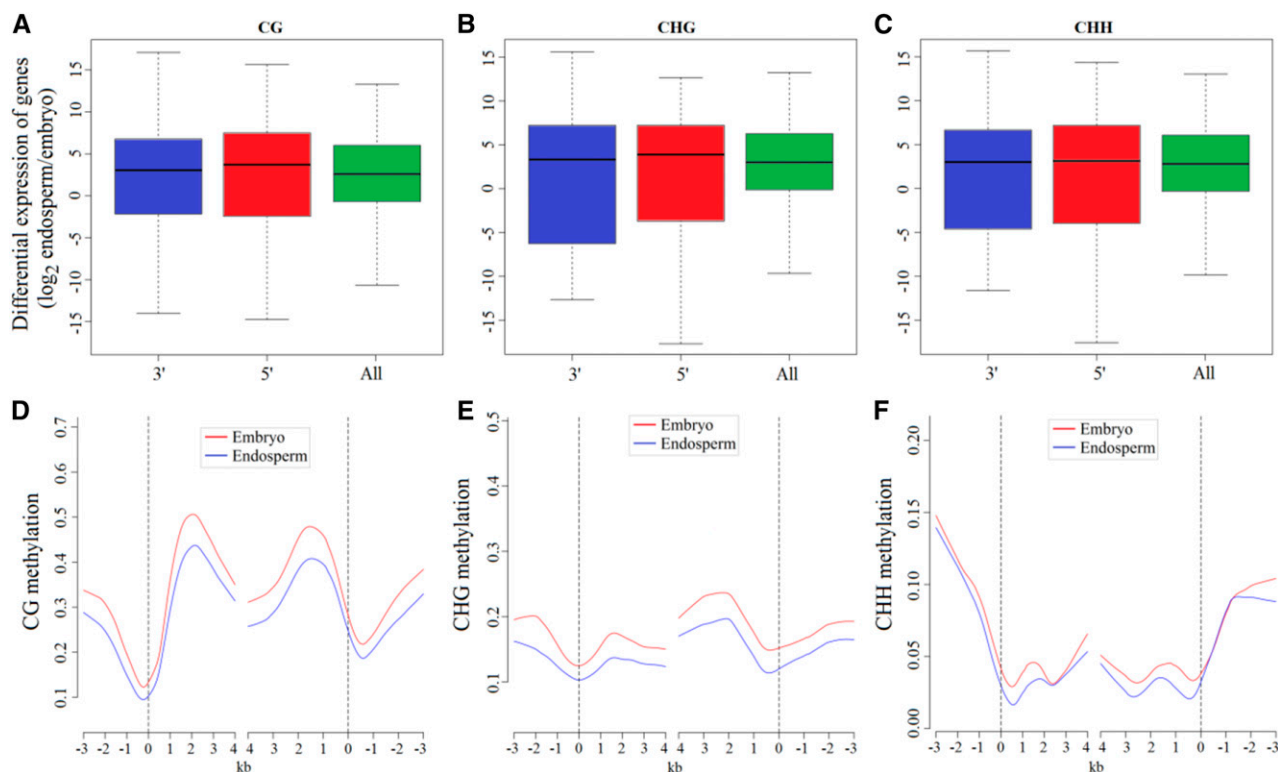 A
CG
Differential expression of genes
(log2 endosperm/embryo)
15
10
5
0
-5
-10
-15
3' 5' All
B
CHG
15
10
5
0
-5
-10
-15
3' 5' All
C
CHH
15
10
5
0
-5
-10
-15
3' 5' All
D
CG methylation
0.7
0.6
0.5
0.4
0.3
0.2
0.1
Embryo
Endosperm
-3 -2 -1 0 1 2 3 4 4 3 2 1 0 -1 -2 -3
kb
E
CHG methylation
0.5
0.4
0.3
0.2
0.1
Embryo
Endosperm
-3 -2 -1 0 1 2 3 4 4 3 2 1 0 -1 -2 -3
kb
F
CHH methylation
0.20
0.15
0.10
0.05
0.00
Embryo
Endosperm
-3 -2 -1 0 1 2 3 4 4 3 2 1 0 -1 -2 -3
kb